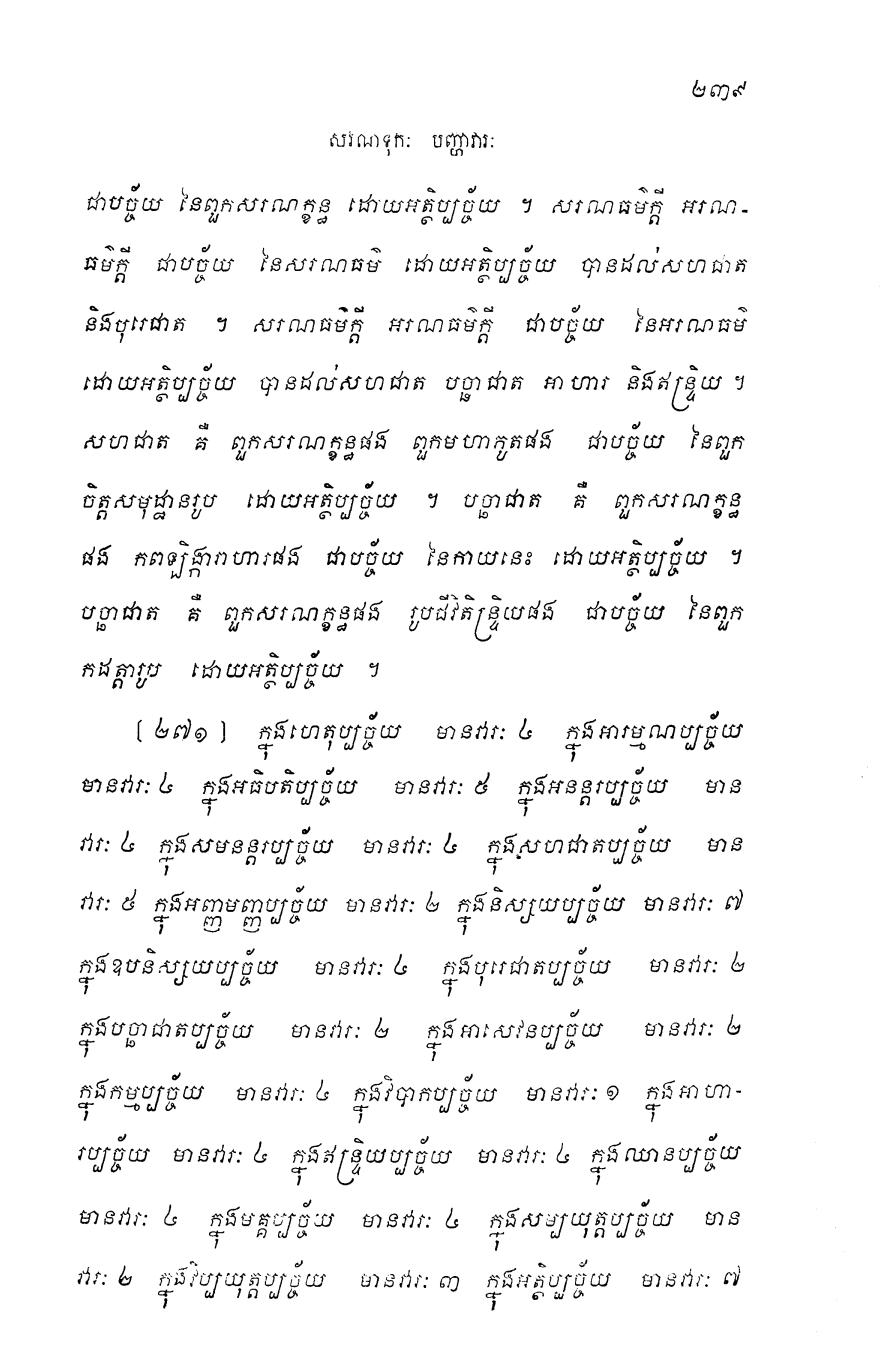 ២៣៩
សរណទុកៈ បញ្ហាវារៈ
ជាបច្ច័យ នៃពួកសរណក្ខន្ធ ដោយអត្ថិប្បច្ច័យ ។ សរណធម៌ក្តី អរណ-
ធម៌ក្តី ជាបច្ច័យ នៃសរណធម៌ ដោយអត្ថិប្បច្ច័យ បានដល់សហជាត
និងបុរេជាត ។ សរណធម៌ក្តី អរណធម៌ក្តី ជាបច្ច័យ នៃអរណធម៌
ដោយអត្ថិប្បច្ច័យ បានដល់សហជាត បច្ឆាជាត អាហារ និងឥន្ទ្រិយ ។
សហជាត គឺ ពួកសរណក្ខន្ធផង ពួកមហាភូតផង ជាបច្ច័យ នៃពួក
ចិត្តសមុដ្ឋានរូប ដោយអត្ថិប្បច្ច័យ ។ បច្ឆាជាត គឺ ពួកសរណក្ខន្ធ
ផង កពឡិង្ការាហារផង ជាបច្ច័យ នៃកាយនេះ ដោយអត្ថិប្បច្ច័យ ។
បច្ឆាជាត គឺ ពួកសរណក្ខន្ធផង រូបជីវិតិន្ទ្រិយផង ជាបច្ច័យ នៃពួក
កដត្តារូប ដោយអត្ថិប្បច្ច័យ ។
[ ២៧១ ] ក្នុងហេតុប្បច្ច័យ មានវារៈ ៤ ក្នុងអារម្មណប្បច្ច័យ
មានវារៈ ៤ ក្នុងអធិបតិប្បច្ច័យ មានវារៈ ៥ ក្នុងអនន្តរប្បច្ច័យ មាន
វារៈ ៤ ក្នុងសមនន្តរប្បច្ច័យ មានវារៈ ៤ ក្នុងសហជាតប្បច្ច័យ មាន
វារៈ ៥ ក្នុងអញ្ញមញ្ញប្បច្ច័យ មានវារៈ ២ ក្នុងនិស្សយប្បច្ច័យ មានវារៈ ៧
ក្នុងឧបនិស្សយប្បច្ច័យ មានវារៈ ៤ ក្នុងបុរេជាតប្បច្ច័យ មានវារៈ ២
ក្នុងបច្ឆាជាតប្បច្ច័យ មានវារៈ ២ ក្នុងអាសេវនប្បច្ច័យ មានវារៈ ២
ក្នុងកម្មប្បច្ច័យ មានវារៈ ៤ ក្នុងវិបាកប្បច្ច័យ មានវារៈ ១ ក្នុងអាហា-
រប្បច្ច័យ មានវារៈ ៤ ក្នុងឥន្ទ្រិយប្បច្ច័យ មានវារៈ ៤ ក្នុងឈានប្បច្ច័យ
មានវារៈ ៤ ក្នុងមគ្គប្បច្ច័យ មានវារៈ ៤ ក្នុងសម្បយុត្តប្បច្ច័យ មាន
វារៈ ២ ក្នុងវិប្បយុត្តប្បច្ច័យ មានវារៈ ៣ ក្នុងអត្ថិប្បច្ច័យ មានវារៈ ៧